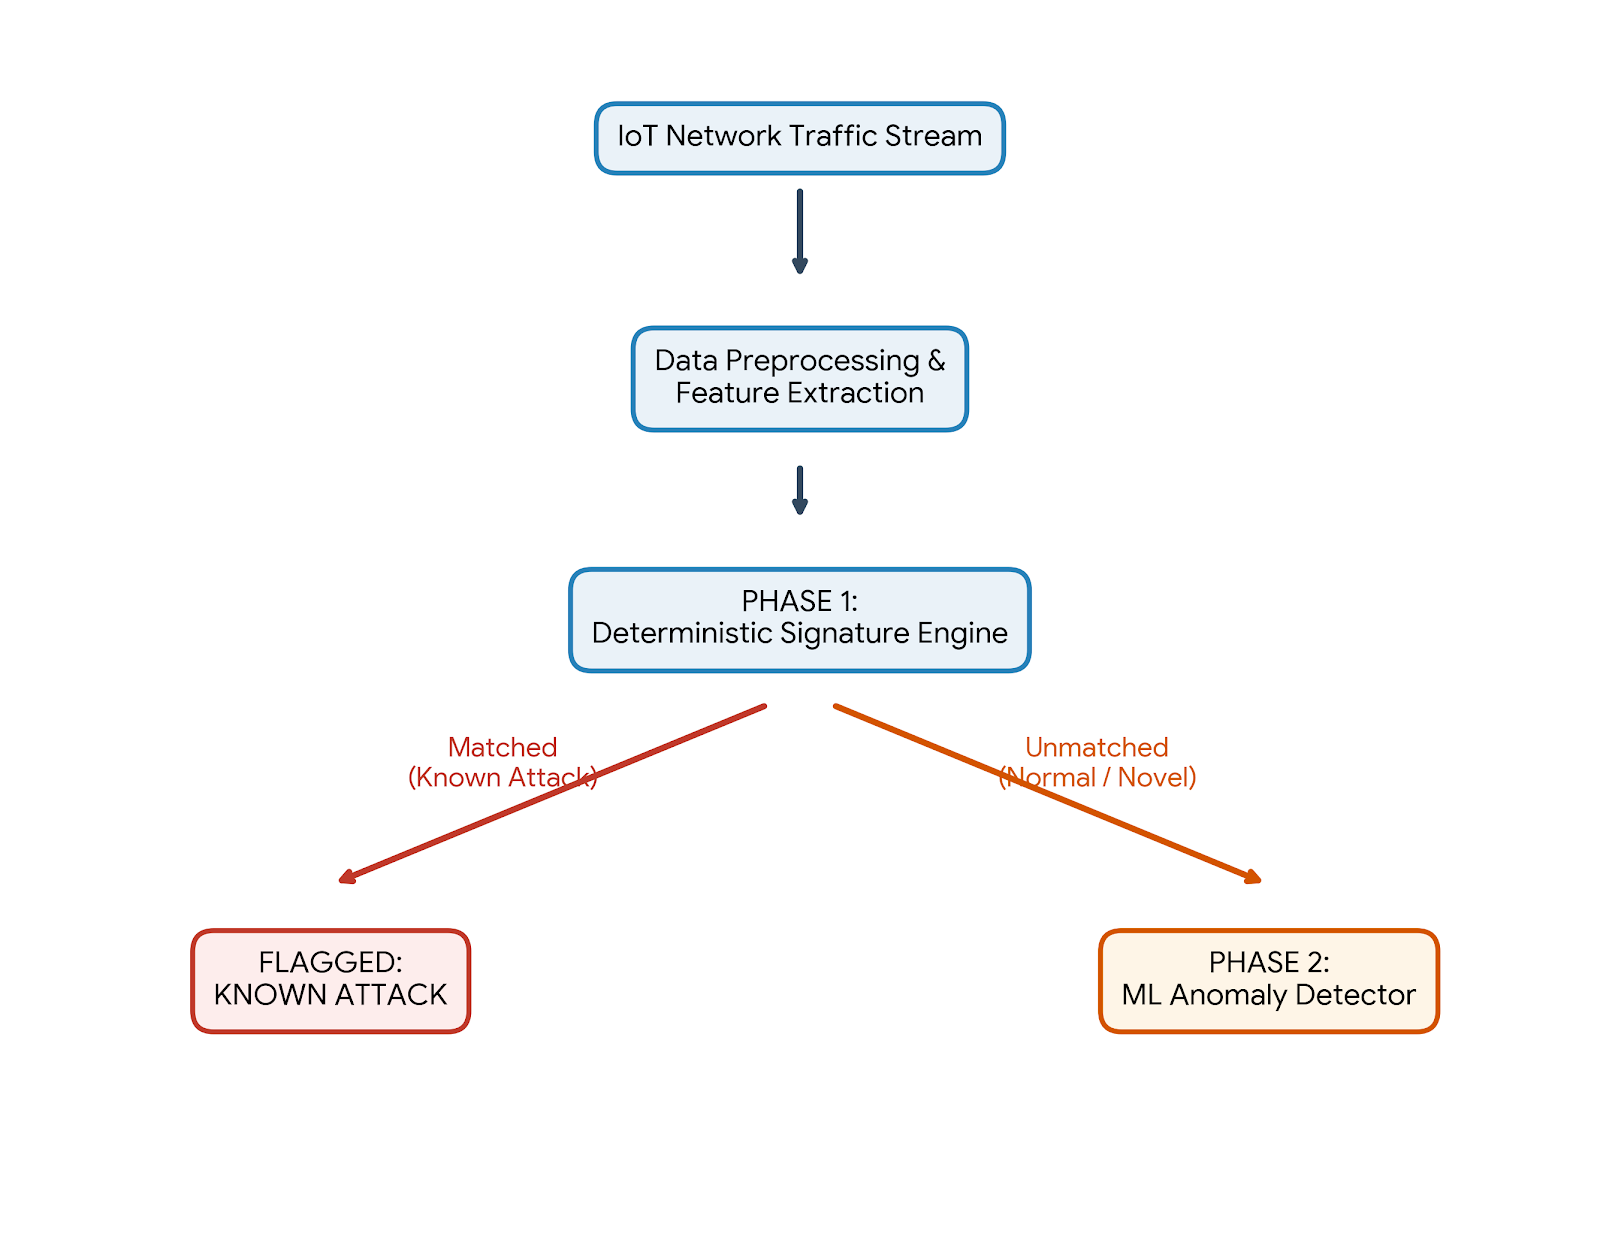 IoT Network Traffic Stream
Data Preprocessing &
Feature Extraction
PHASE 1:
Deterministic Signature Engine
Matched
(Known Attack)
Unmatched
(Normal / Novel)
FLAGGED:
KNOWN ATTACK
PHASE 2:
ML Anomaly Detector